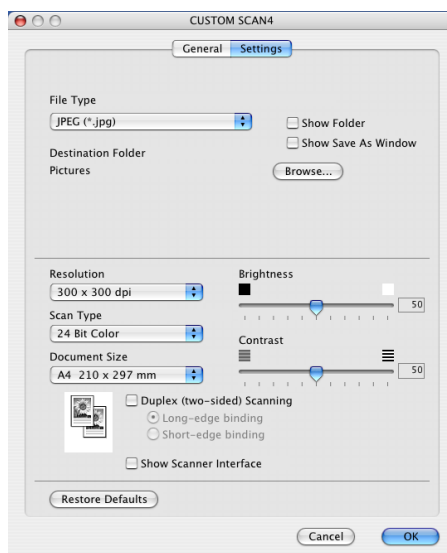 CUSTOM SCAN4
General Settings
File Type
JPEG (*.jpg)
Show Folder
Show Save As Window
Destination Folder
Pictures
Browse...
Resolution
300 x 300 dpi
Brightness
50
Scan Type
24 Bit Color
Contrast
50
Document Size
A4 210 x 297 mm
Duplex (two-sided) Scanning
Long-edge binding
Short-edge binding
Show Scanner Interface
Restore Defaults
Cancel OK